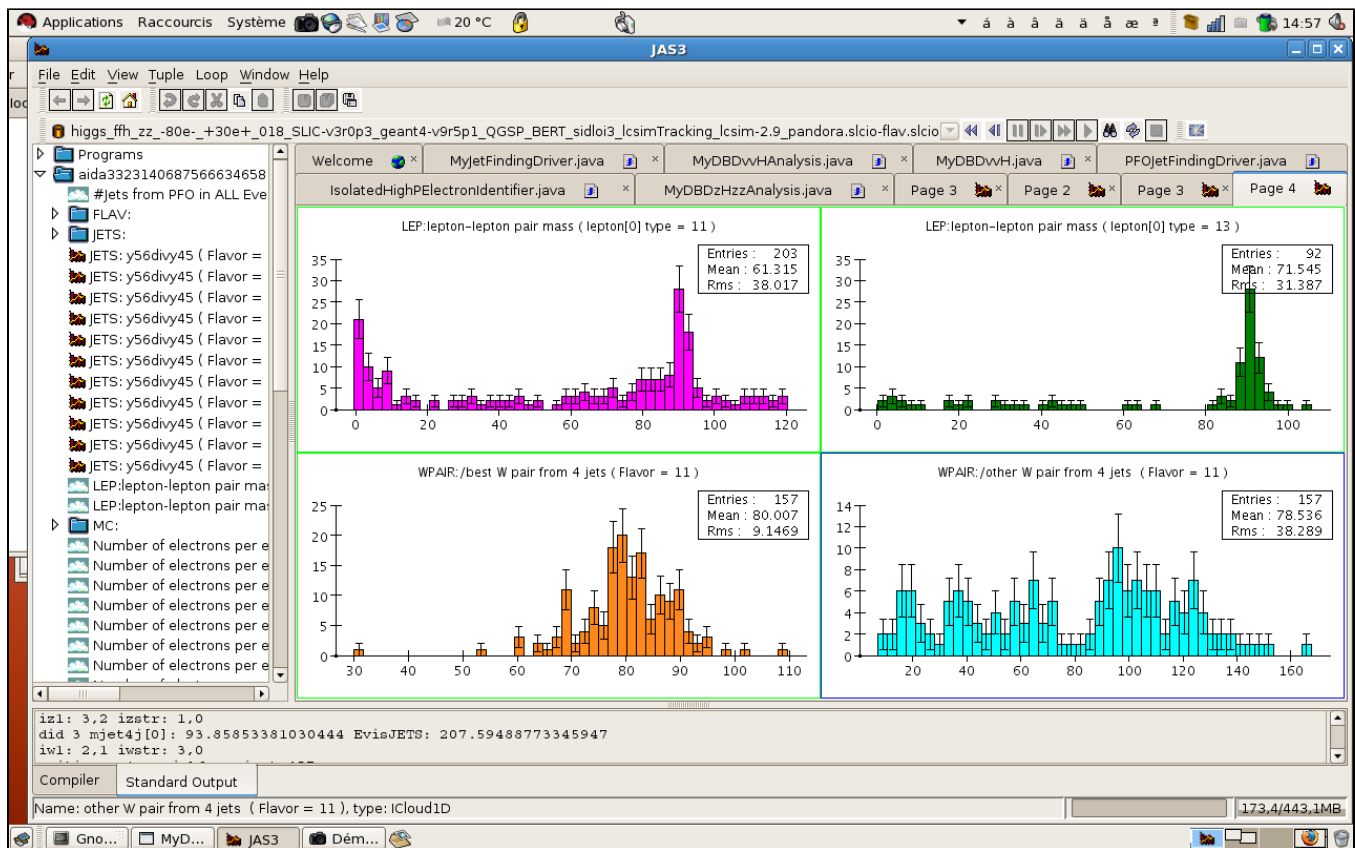 Applications Raccourcis Système 20 °C á à â ä ä å æ ª 14:57
JAS3
File Edit View Tuple Loop Window Help
higgs_ffh_zz_-80e-_+30e+_018_SLIC-v3r0p3_geant4-v9r5p1_QGSP_BERT_sidloi3_lcsimTracking_lcsim-2.9_pandora.slcio-flav.slcio
Programs
aida3323140687566634658
#Jets from PFO in ALL Eve
FLAV:
JETS:
JETS: y56divy45 ( Flavor =
JETS: y56divy45 ( Flavor =
JETS: y56divy45 ( Flavor =
JETS: y56divy45 ( Flavor =
JETS: y56divy45 ( Flavor =
JETS: y56divy45 ( Flavor =
JETS: y56divy45 ( Flavor =
JETS: y56divy45 ( Flavor =
JETS: y56divy45 ( Flavor =
JETS: y56divy45 ( Flavor =
JETS: y56divy45 ( Flavor =
LEP:lepton-lepton pair mas
LEP:lepton-lepton pair mas
MC:
Number of electrons per e
Number of electrons per e
Number of electrons per e
Number of electrons per e
Number of electrons per e
Number of electrons per e
Number of electrons per e
Welcome MyJetFindingDriver.java MyDBDvvHAnalysis.java MyDBDvvH.java PFOJetFindingDriver.java
IsolatedHighPElectronIdentifier.java MyDBDzHzzAnalysis.java Page 3 Page 2 Page 3 Page 4
LEP:lepton-lepton pair mass ( lepton[0] type = 11 )
Entries : 203
Mean : 61.315
Rms : 38.017
35
30
25
20
15
10
5
0
0 20 40 60 80 100 120
LEP:lepton-lepton pair mass ( lepton[0] type = 13 )
Entries : 92
Mean : 71.545
Rms : 31.387
35
30
25
20
15
10
5
0
0 20 40 60 80 100
WPAIR:/best W pair from 4 jets ( Flavor = 11 )
Entries : 157
Mean : 80.007
Rms : 9.1469
25
20
15
10
5
0
30 40 50 60 70 80 90 100 110
WPAIR:/other W pair from 4 jets ( Flavor = 11 )
Entries : 157
Mean : 78.536
Rms : 38.289
14
12
10
8
6
4
2
0
20 40 60 80 100 120 140 160
iz1: 3,2 izstr: 1,0
did 3 mjet4j[0]: 93.85853381030444 EvisJETS: 207.59488773345947
iw1: 2,1 iwstr: 3,0
Compiler Standard Output
Name: other W pair from 4 jets ( Flavor = 11 ), type: ICloud1D 173,4/443,1MB
Gno... MyD... JAS3 Dém...